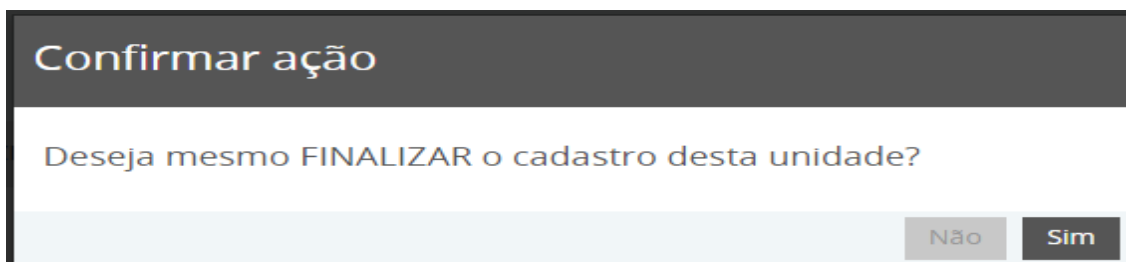 Confirmar ação
Deseja mesmo FINALIZAR o cadastro desta unidade?
Não Sim